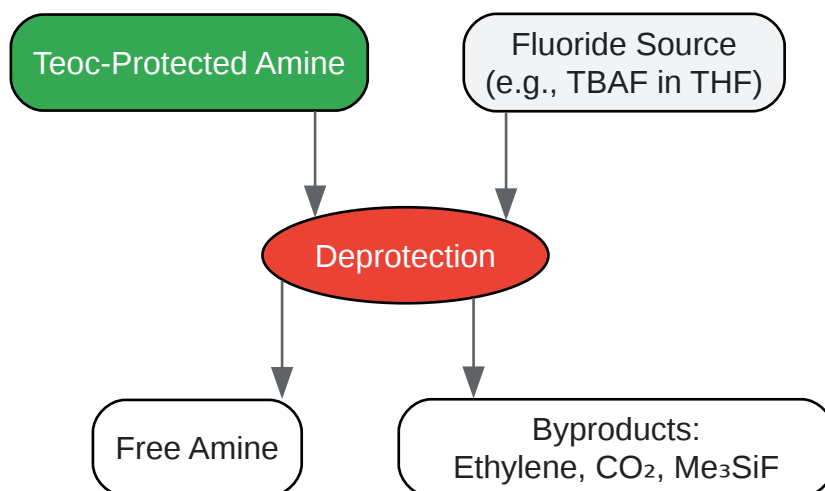 Teoc-Protected Amine
Fluoride Source
(e.g., TBAF in THF)
Deprotection
Free Amine
Byproducts:
Ethylene, CO₂, Me₃SiF